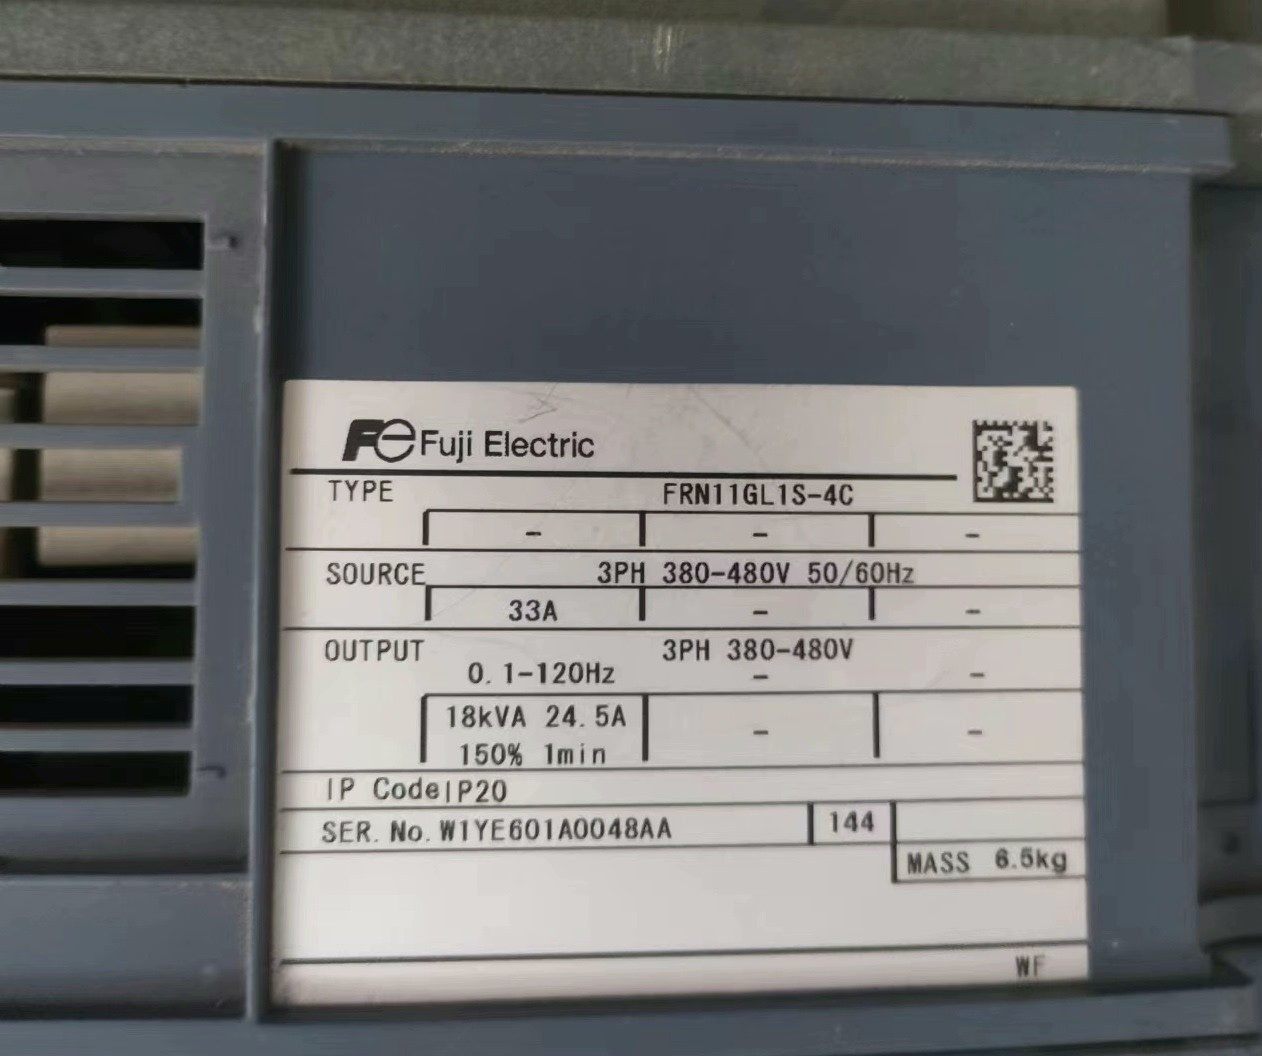 Fe Fuji Electric
TYPE FRN11GL1S-4C
- - -
SOURCE 3PH 380-480V 50/60Hz
33A - -
OUTPUT 3PH 380-480V
0.1-120Hz - -
18kVA 24.5A
150% 1min - -
IP Code IP20
SER. No. W1YE601A0048AA 144
MASS 6.5kg
WF